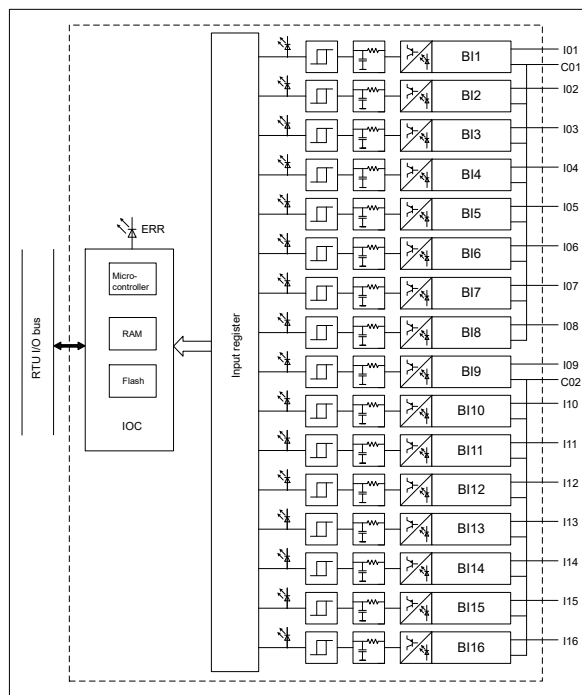 BI1 I01
C01
BI2 I02
BI3 I03
BI4 I04
BI5 I05
BI6 I06
BI7 I07
BI8 I08
BI9 I09
C02
BI10 I10
BI11 I11
BI12 I12
BI13 I13
BI14 I14
BI15 I15
BI16 I16
ERR
Micro-
controller
RAM
Flash
IOC
RTU I/O bus
Input register